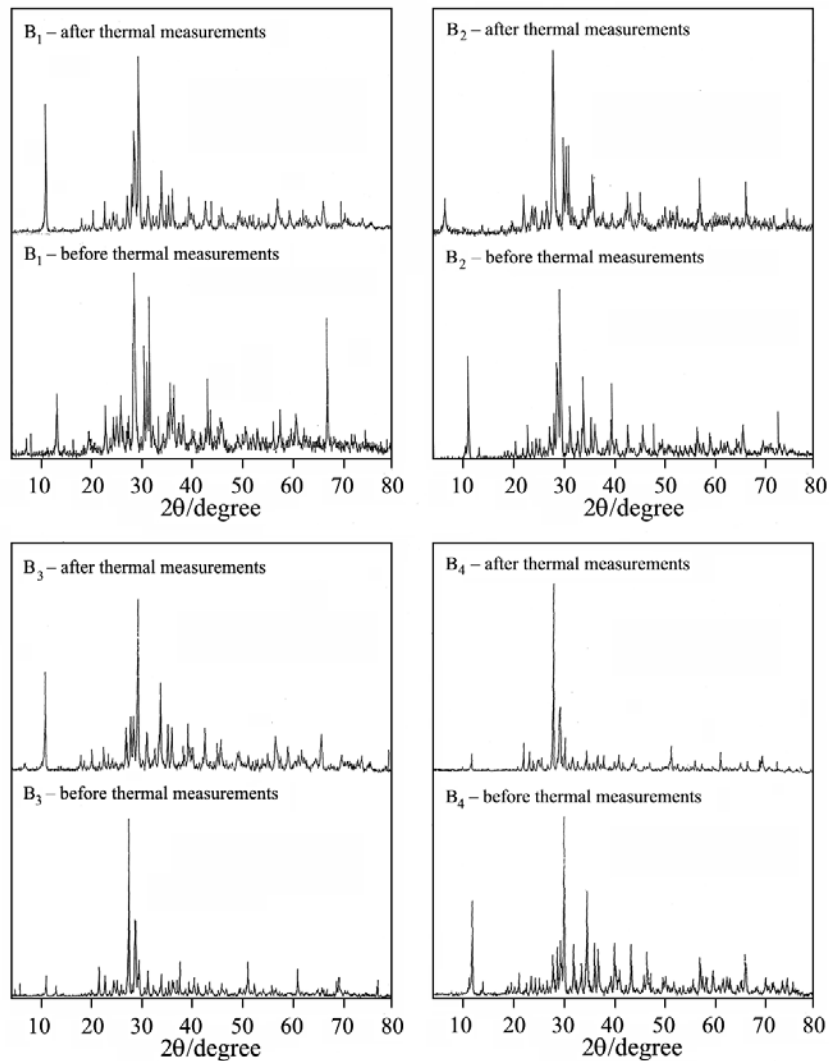 B₁ – after thermal measurements
B₁ – before thermal measurements
10 20 30 40 50 60 70 80
2θ/degree
B₂ – after thermal measurements
B₂ – before thermal measurements
10 20 30 40 50 60 70 80
2θ/degree
B₃ – after thermal measurements
B₃ – before thermal measurements
10 20 30 40 50 60 70 80
2θ/degree
B₄ – after thermal measurements
B₄ – before thermal measurements
10 20 30 40 50 60 70 80
2θ/degree